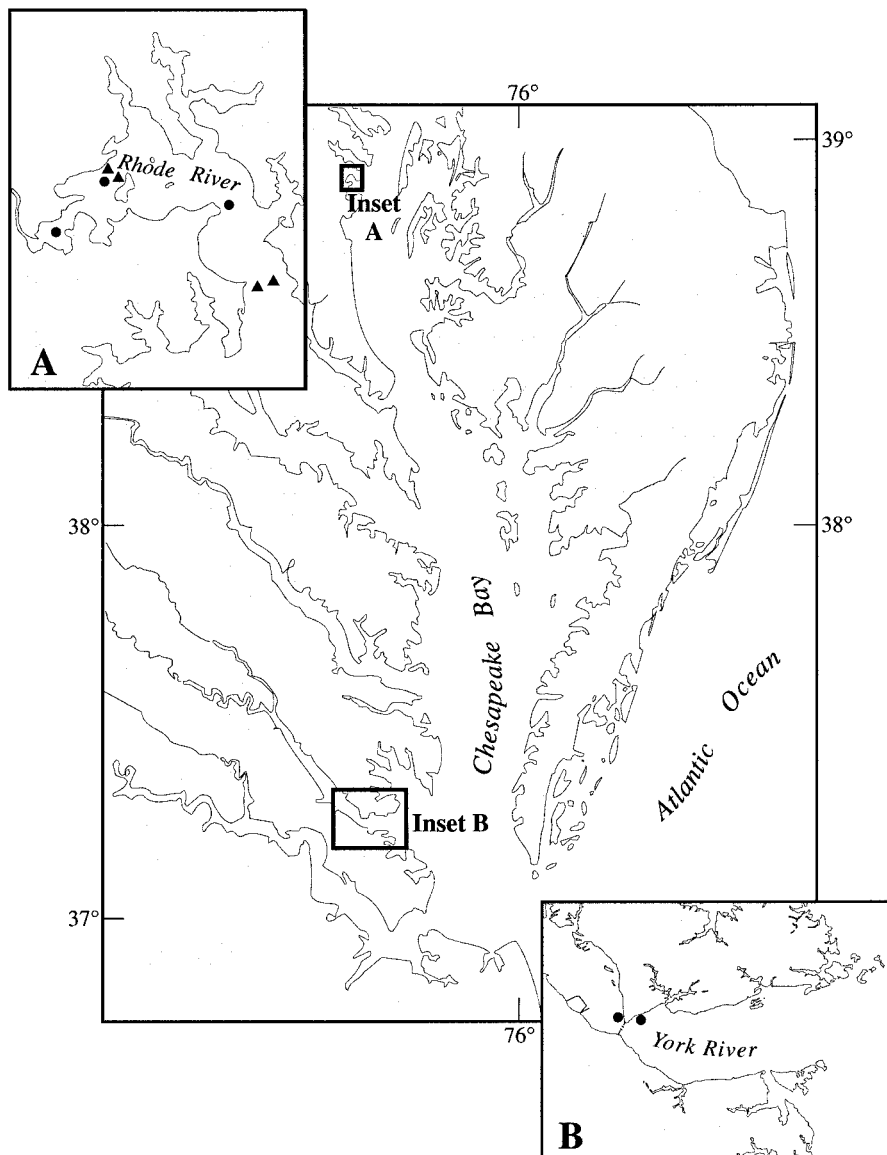 76°
39°
Rhode River
Inset
A
A
38°
38°
Chesapeake Bay
Atlantic Ocean
Inset B
37°
76°
York River
B